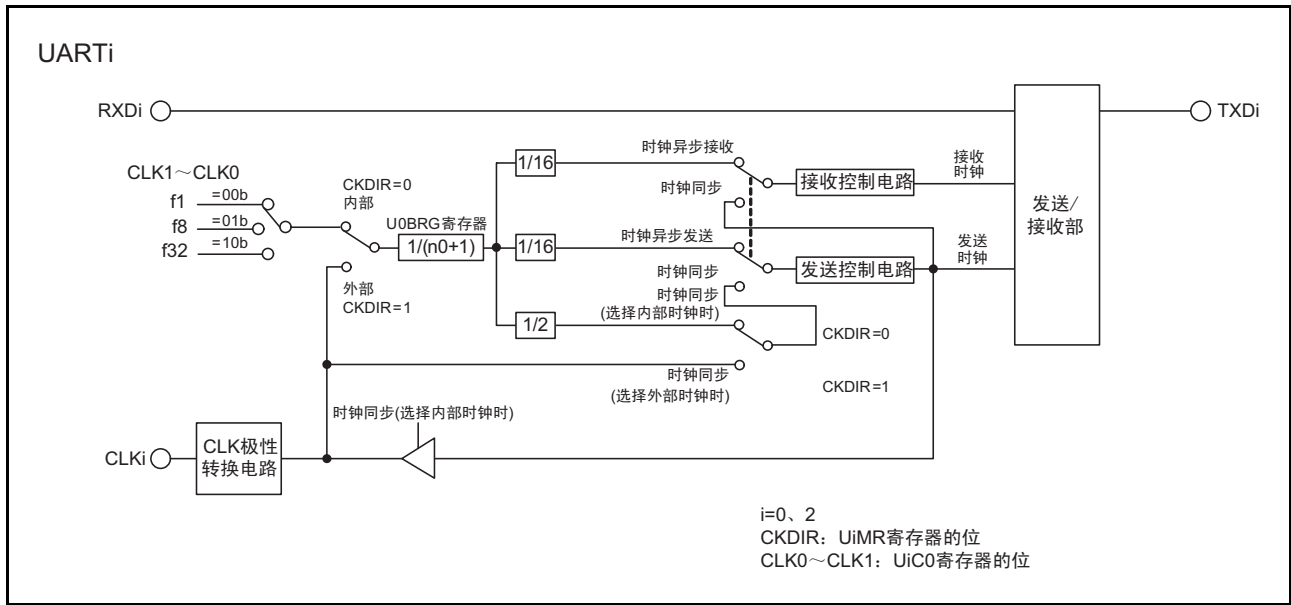 UARTi
RXDi
TXDi
CLK1～CLK0
f1 =00b
f8 =01b
f32 =10b
CKDIR=0
内部
外部
CKDIR=1
U0BRG寄存器
1/(n0+1)
1/16
1/16
1/2
时钟异步接收
时钟同步
时钟异步发送
时钟同步
时钟同步
(选择内部时钟时)
CKDIR=0
时钟同步
(选择外部时钟时)
CKDIR=1
接收控制电路
发送控制电路
接收
时钟
发送
时钟
发送/
接收部
时钟同步(选择内部时钟时)
CLKi
CLK极性
转换电路
i=0、2
CKDIR：UiMR寄存器的位
CLK0～CLK1：UiC0寄存器的位